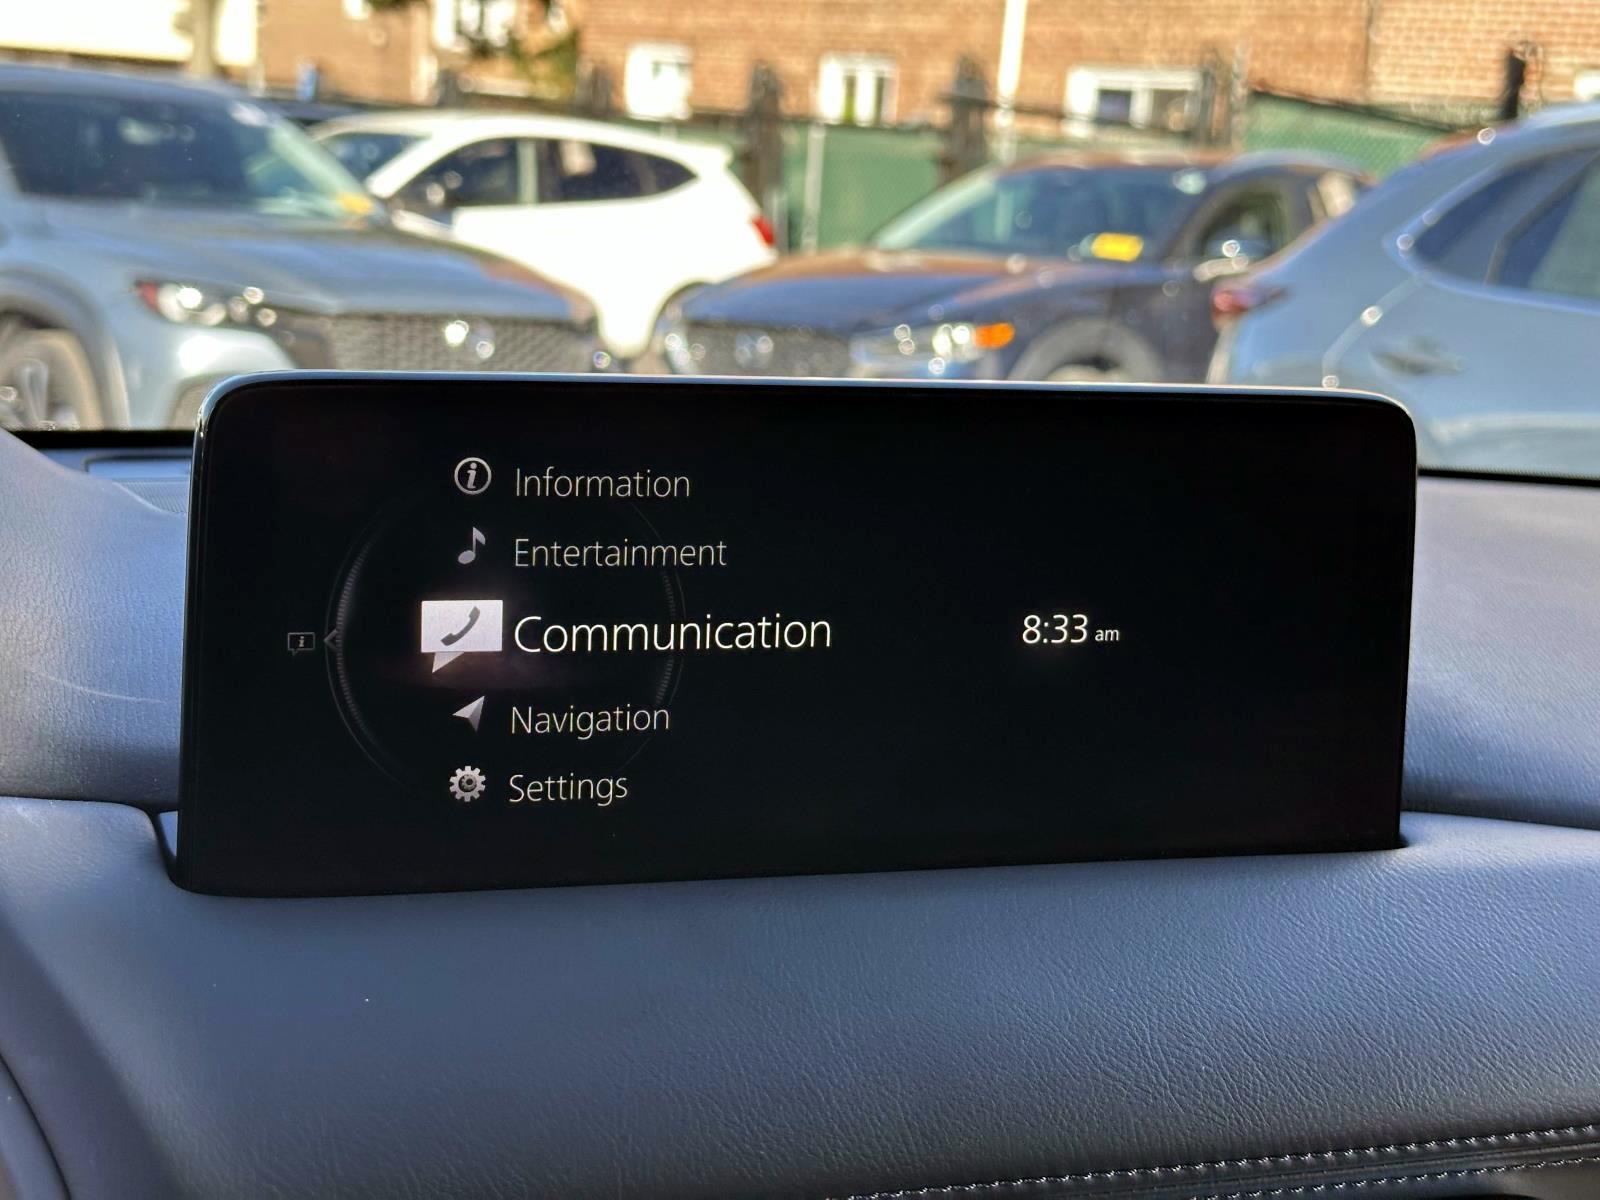 Information
Entertainment
Communication
8:33 am
Navigation
Settings